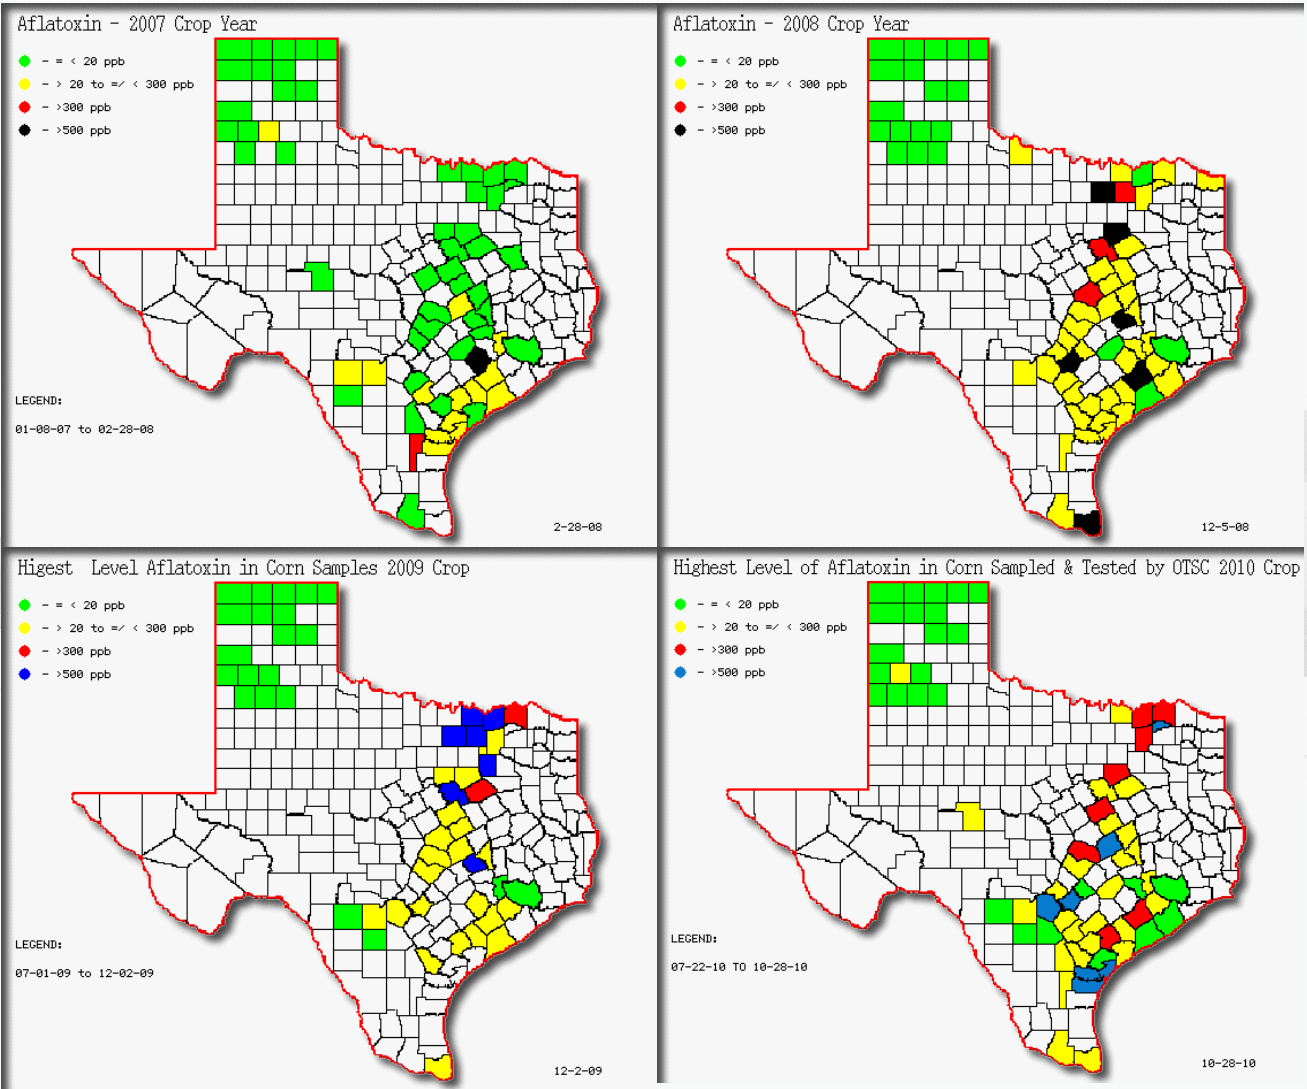 Aflatoxin - 2007 Crop Year
- = < 20 ppb
- > 20 to =/ < 300 ppb
- >300 ppb
- >500 ppb
LEGEND:
01-08-07 to 02-28-08
2-28-08
Aflatoxin - 2008 Crop Year
- = < 20 ppb
- > 20 to =/ < 300 ppb
- >300 ppb
- >500 ppb
12-5-08
Higest Level Aflatoxin in Corn Samples 2009 Crop
- = < 20 ppb
- > 20 to =/ < 300 ppb
- >300 ppb
- >500 ppb
LEGEND:
07-01-09 to 12-02-09
12-2-09
Highest Level of Aflatoxin in Corn Sampled & Tested by OTSC 2010 Crop
- = < 20 ppb
- > 20 to =/ < 300 ppb
- >300 ppb
- >500 ppb
LEGEND:
07-22-10 TO 10-28-10
10-28-10